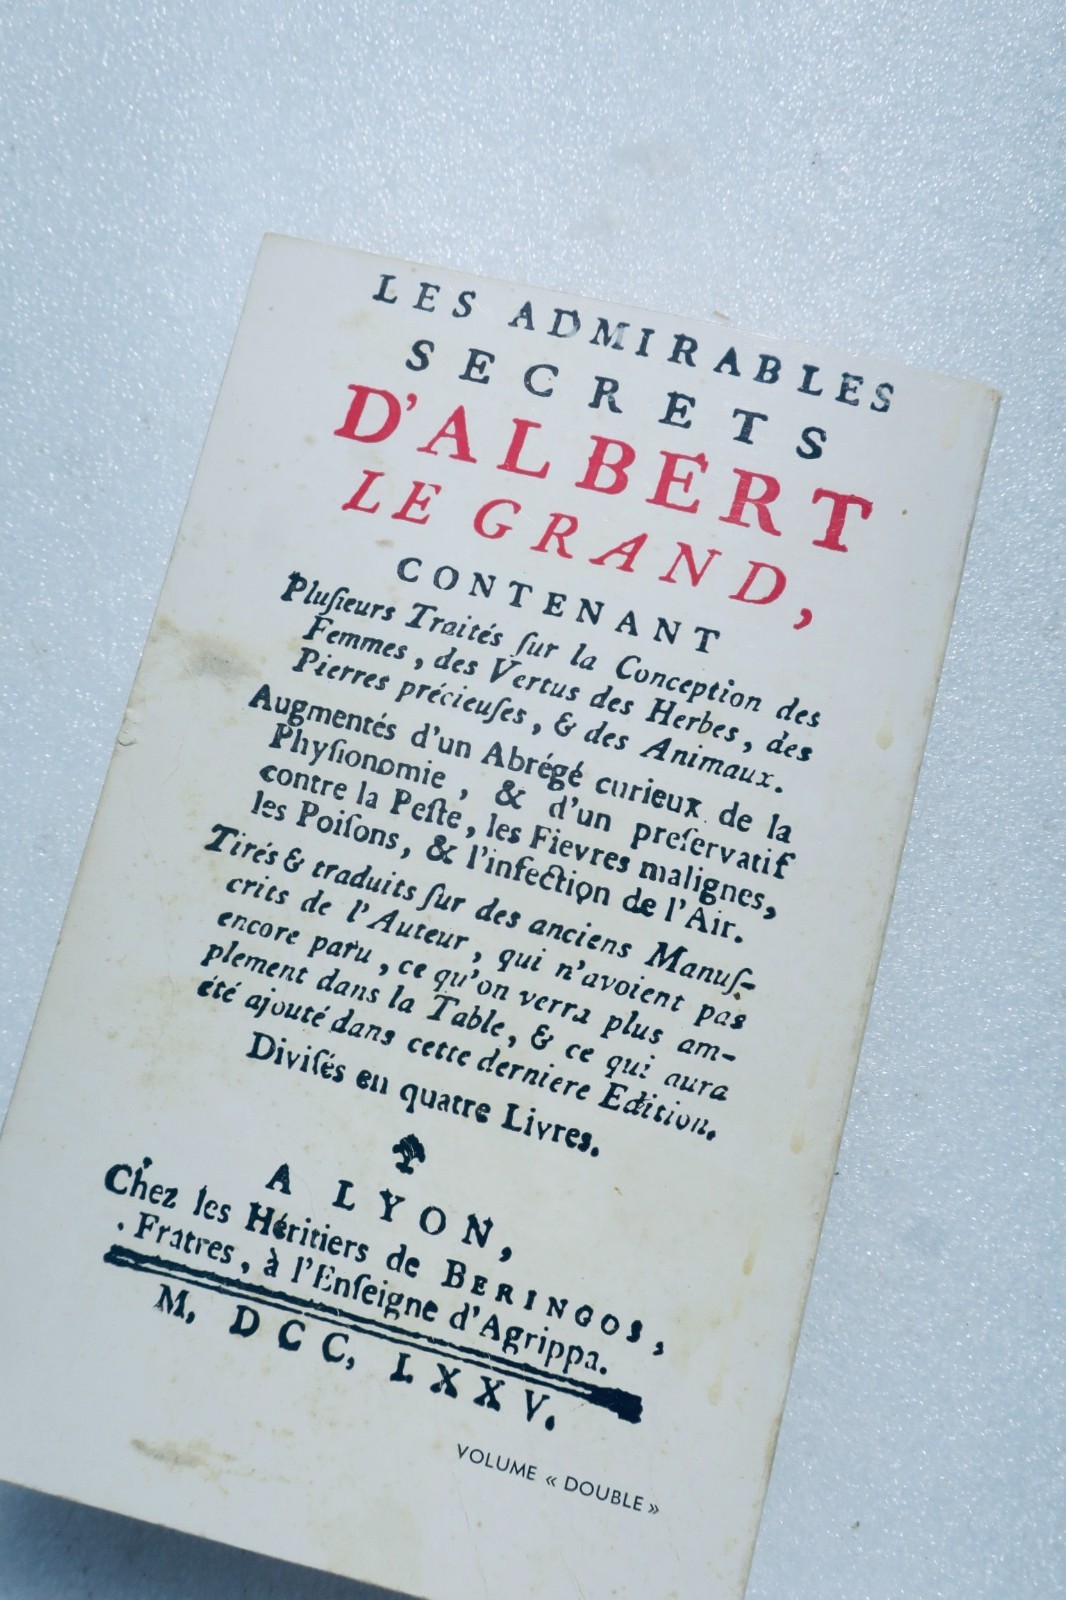 LES ADMIRABLES
SECRETS
D'ALBERT
LE GRAND,
CONTENANT
Pluſieurs Traités ſur la Conception des
Femmes, des Vertus des Herbes, des
Pierres précieuſes, & des Animaux.
Augmentés d'un Abrégé curieux de la
Phyſionomie, & d'un preſervatif
contre la Peſte, les Fievres malignes,
les Poiſons, & l'infection de l'Air.
Tirés & traduits ſur des anciens Manuſ-
crits de l'Auteur, qui n'avoient pas
encore paru, ce qu'on verra plus am-
plement dans la Table, & ce qui aura
été ajouté dans cette derniere Edition.
Diviſés en quatre Livres.
A LYON,
Chez les Héritiers de BERINGOS,
Fratres, à l'Enſeigne d'Agrippa.
M. DCC, LXXV.
VOLUME « DOUBLE »